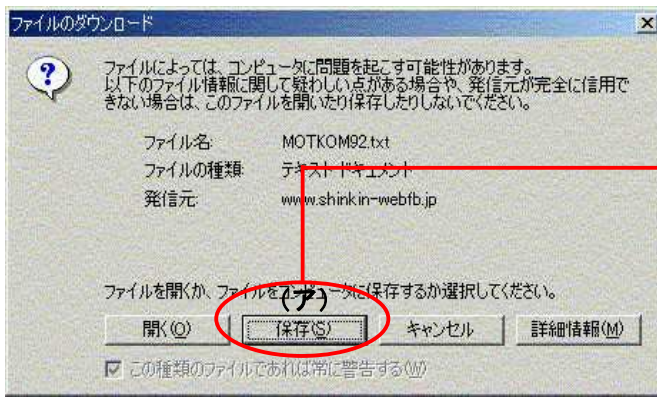 ファイルのダウンロード
ファイルによっては、コンピュータに問題を起こす可能性があります。
以下のファイル情報に関して疑わしい点がある場合や、発信元が完全に信用で
きない場合は、このファイルを開いたり保存したりしないでください。
ファイル名: MOTKOM92.txt
ファイルの種類: テキスト ドキュメント
発信元: www.shinkin-webfb.jp
ファイルを開くか、ファイルをコンピュータに保存するか選択してください。
(ア)
開く(O) 保存(S) キャンセル 詳細情報(M)
この種類のファイルであれば常に警告する(W)